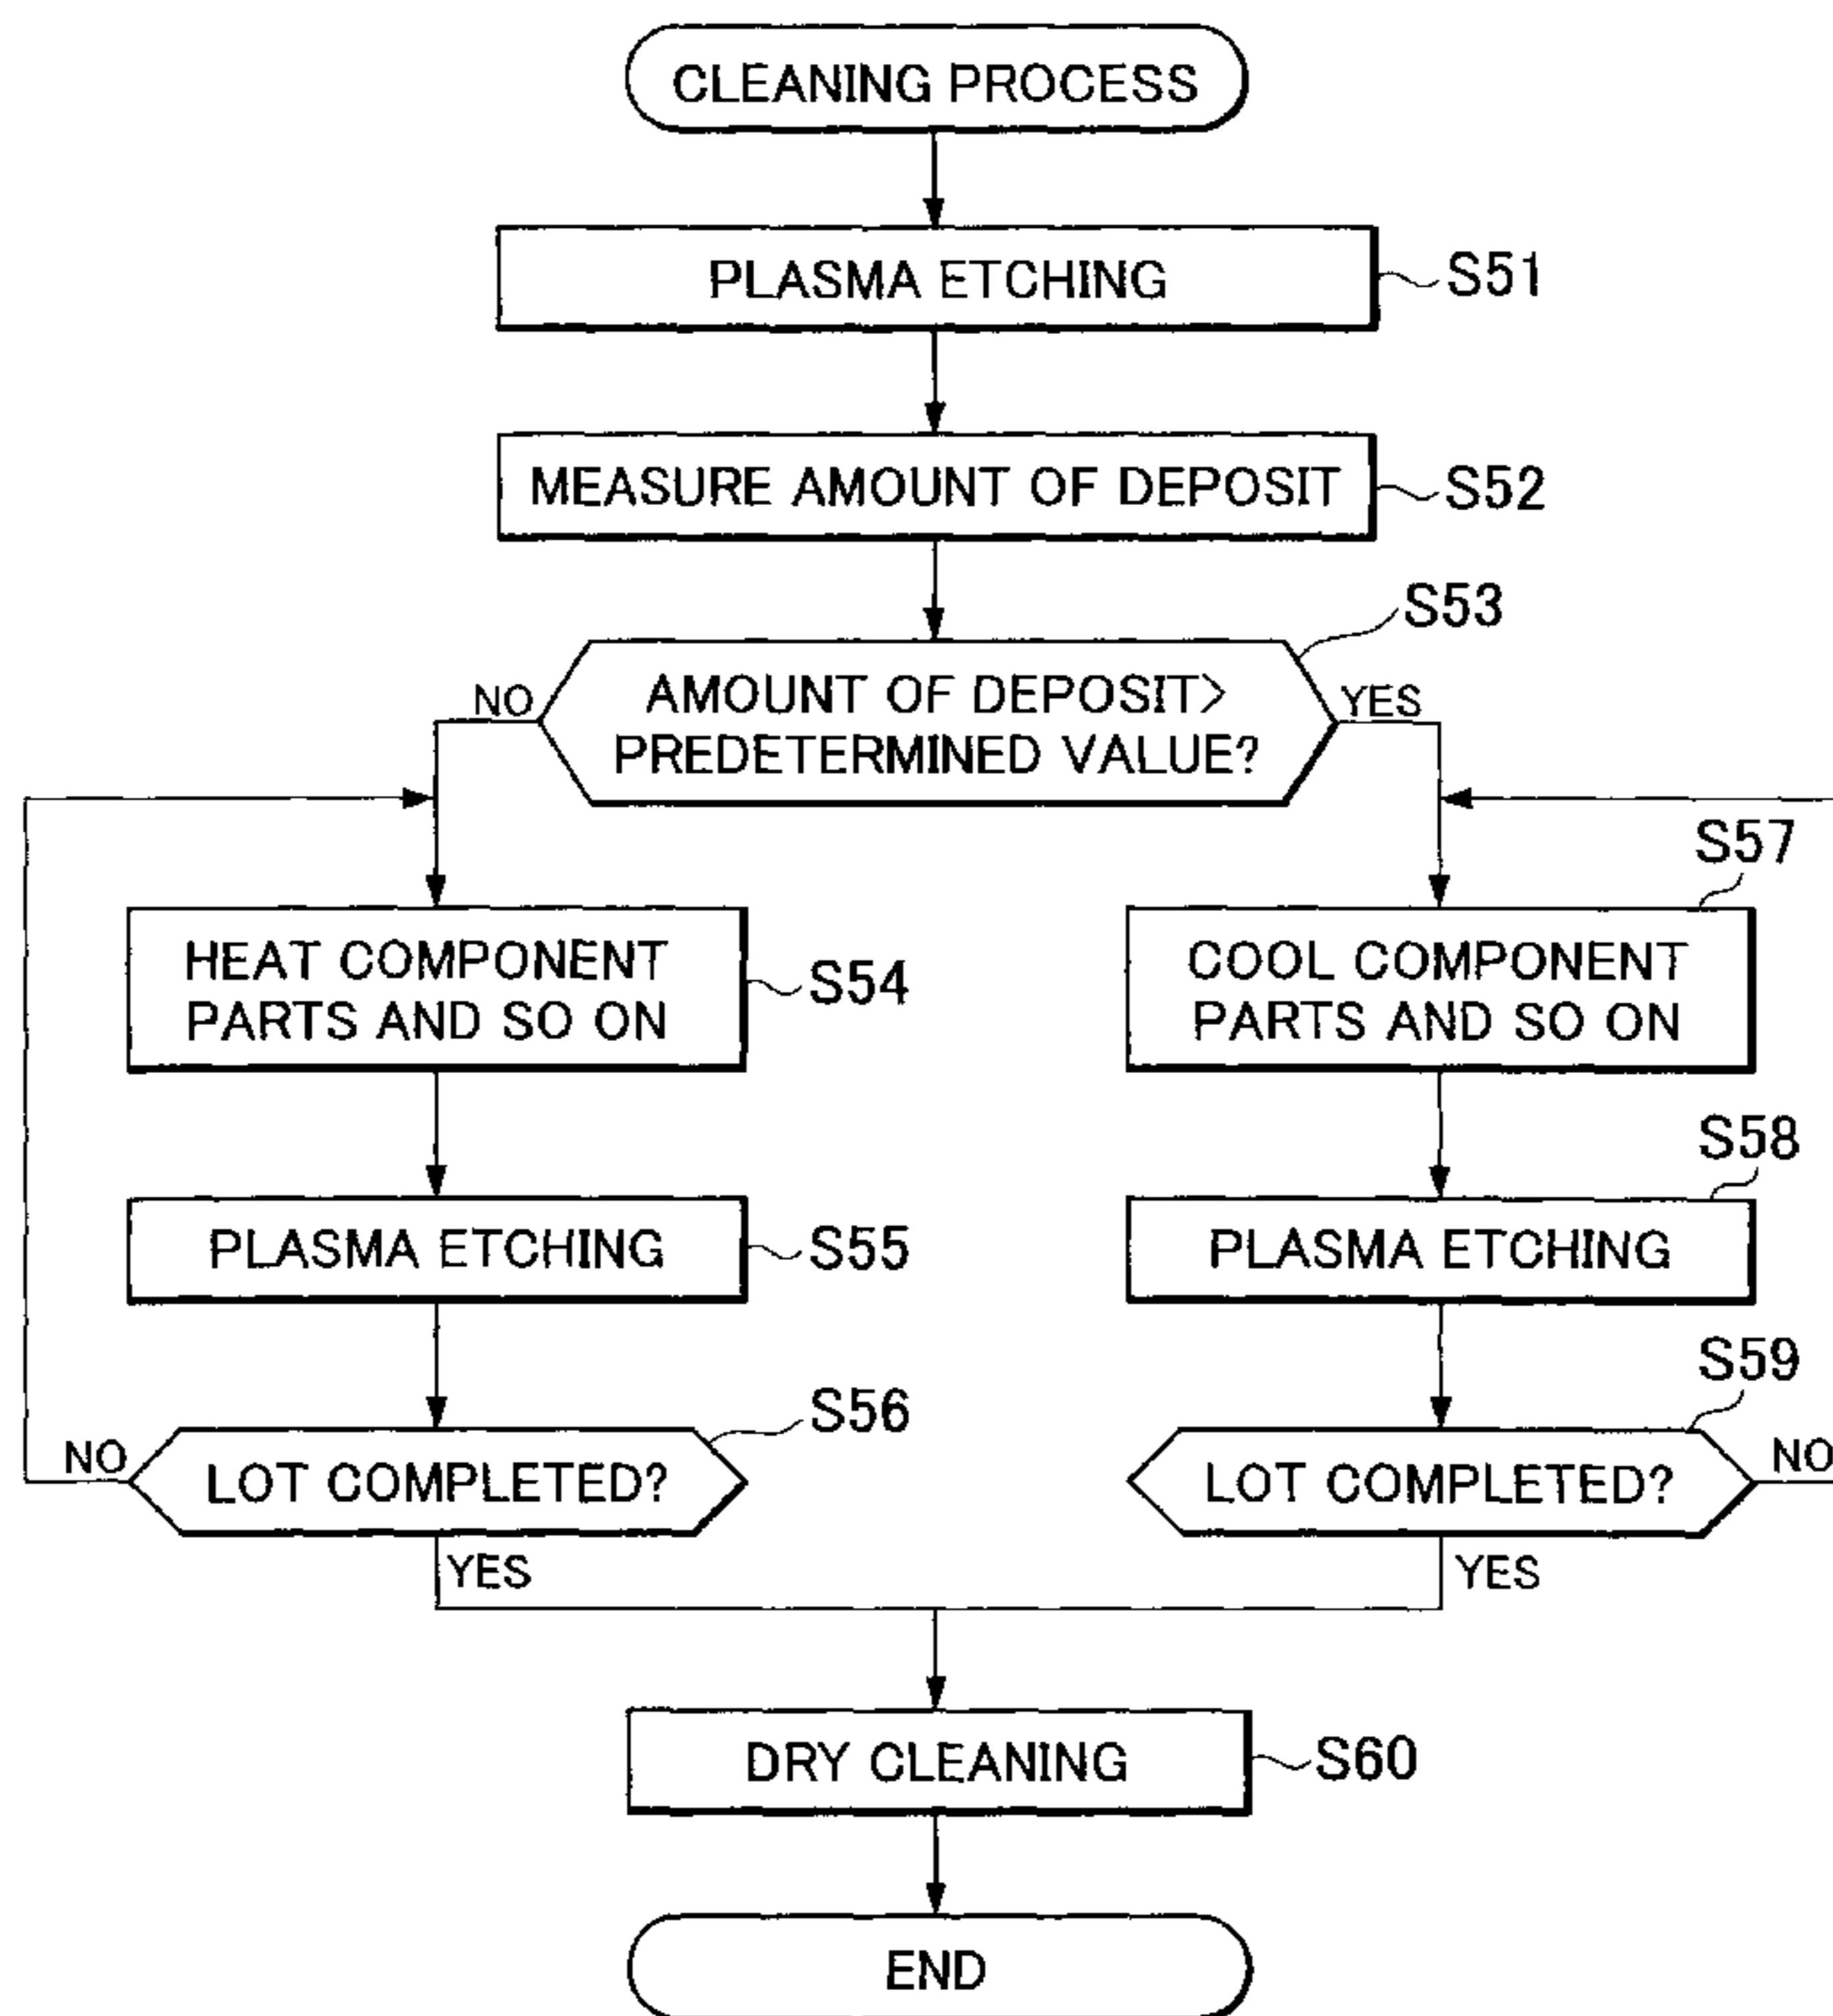 CLEANING PROCESS
PLASMA ETCHING
S51
MEASURE AMOUNT OF DEPOSIT
S52
S53
AMOUNT OF DEPOSIT>
PREDETERMINED VALUE?
NO
YES
HEAT COMPONENT
PARTS AND SO ON
S54
S57
COOL COMPONENT
PARTS AND SO ON
PLASMA ETCHING
S55
S58
PLASMA ETCHING
S56
LOT COMPLETED?
NO
YES
S59
LOT COMPLETED?
NO
YES
DRY CLEANING
S60
END